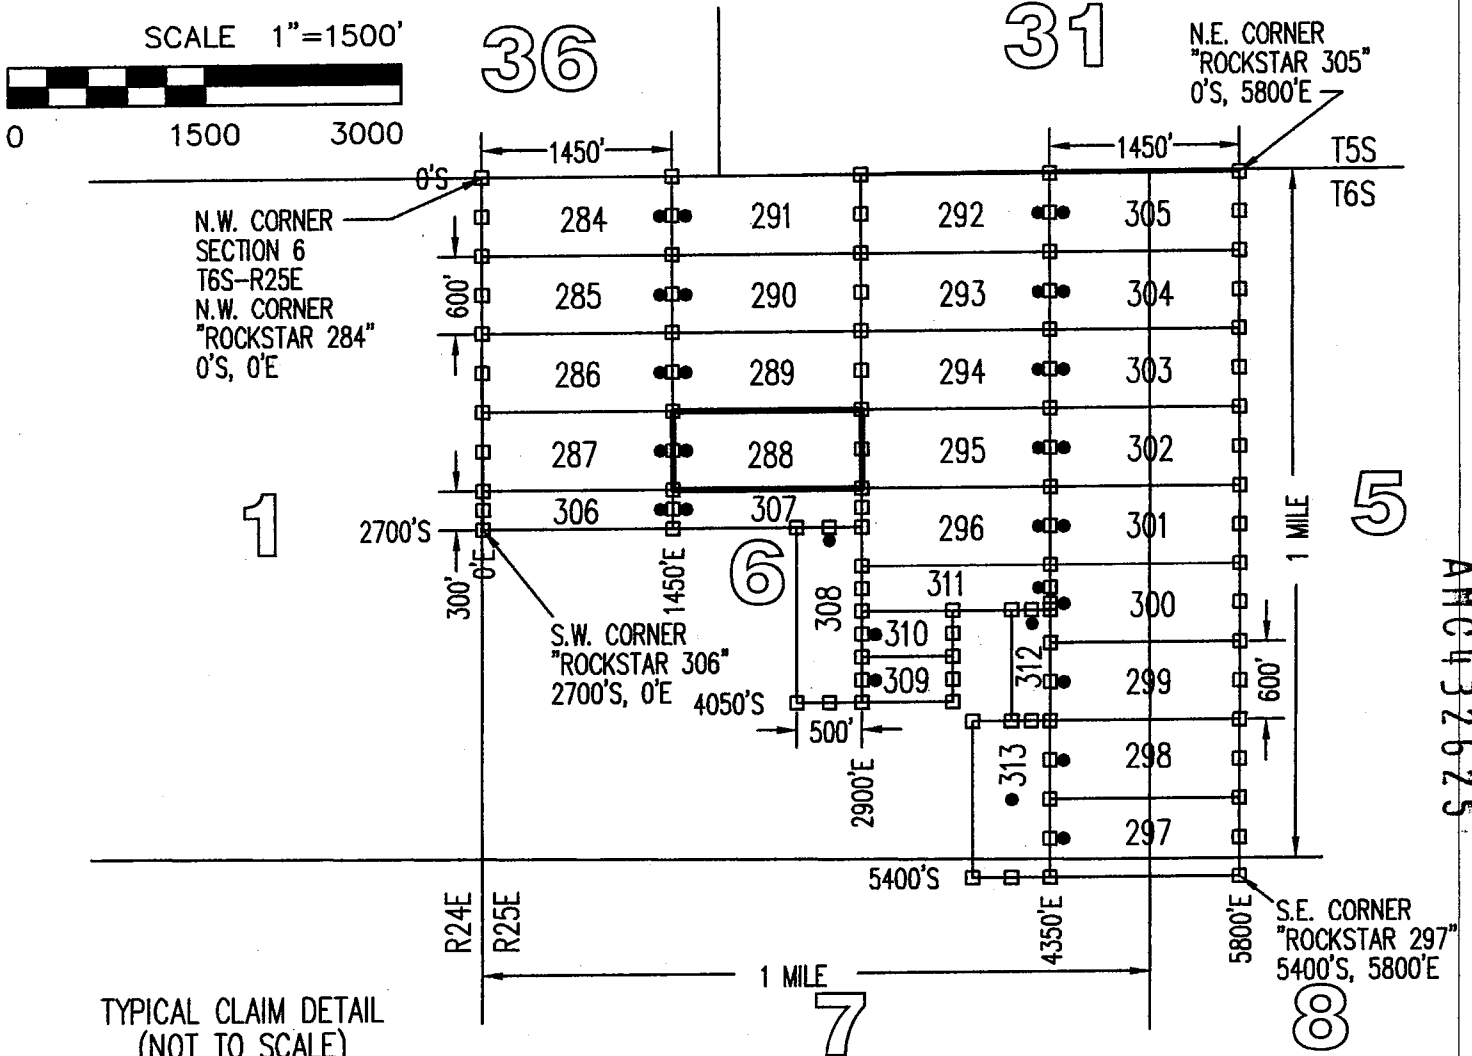 SCALE 1"=1500'
0 1500 3000
36
31
N.E. CORNER
"ROCKSTAR 305"
0'S, 5800'E
1450'
1450'
T5S
T6S
0'S
N.W. CORNER
SECTION 6
T6S-R25E
N.W. CORNER
"ROCKSTAR 284"
0'S, 0'E
600'
284 291 292 305
285 290 293 304
286 289 294 303
287 288 295 302
306 307 296 301
1
5
6
1 MILE
2700'S
300'
0'E
1450'E
308
311
300
310
309
312
299
600'
S.W. CORNER
"ROCKSTAR 306"
2700'S, 0'E
4050'S
500'
2900'E
313
298
297
5400'S
4350'E
5800'E
S.E. CORNER
"ROCKSTAR 297"
5400'S, 5800'E
R24E
R25E
1 MILE
7
8
AMC432625
TYPICAL CLAIM DETAIL
(NOT TO SCALE)